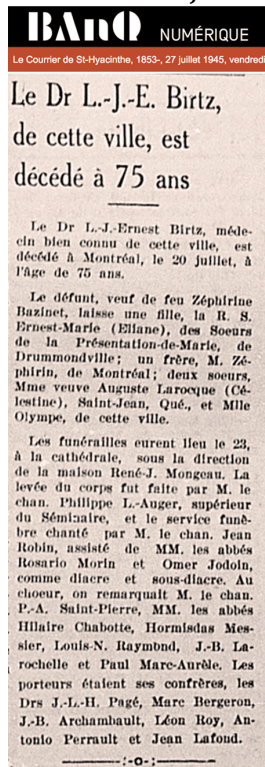 BAnQ NUMÉRIQUE
Le Courrier de St-Hyacinthe, 1853-, 27 juillet 1945, vendredi
Le Dr L.-J.-E. Birtz,
de cette ville, est
décédé à 75 ans
Le Dr L.-J.-Ernest Birtz, méde-
cin bien connu de cette ville, est
décédé à Montréal, le 20 juillet, à
l'âge de 75 ans.
Le défunt, veuf de feu Zéphirine
Bazinet, laisse une fille, la R. S.
Ernest-Marie (Eliane), des Soeurs
de la Présentation-de-Marie, de
Drummondville; un frère, M. Zé-
phirin, de Montréal; deux soeurs,
Mme veuve Auguste Larocque (Cé-
lestine), Saint-Jean, Qué., et Mlle
Olympe, de cette ville.
Les funérailles eurent lieu le 23,
à la cathédrale, sous la direction
de la maison René-J. Mongeau. La
levée du corps fut faite par M. le
chan. Philippe L.-Auger, supérieur
du Séminaire, et le service funè-
bre chanté par M. le chan. Jean
Robin, assisté de MM. les abbés
Rosario Morin et Omer Jodoin,
comme diacre et sous-diacre. Au
choeur, on remarquait M. le chan.
P.-A. Saint-Pierre, MM. les abbés
Hilaire Chabotte, Hormisdas Mes-
sier, Louis-N. Raymond, J.-B. La-
rochelle et Paul Marc-Aurèle. Les
porteurs étaient ses confrères, les
Drs J.-L.-H. Pagé, Marc Bergeron,
J.-B. Archambault, Léon Roy, An-
tonio Perrault et Jean Lafond.
-:-o-:-